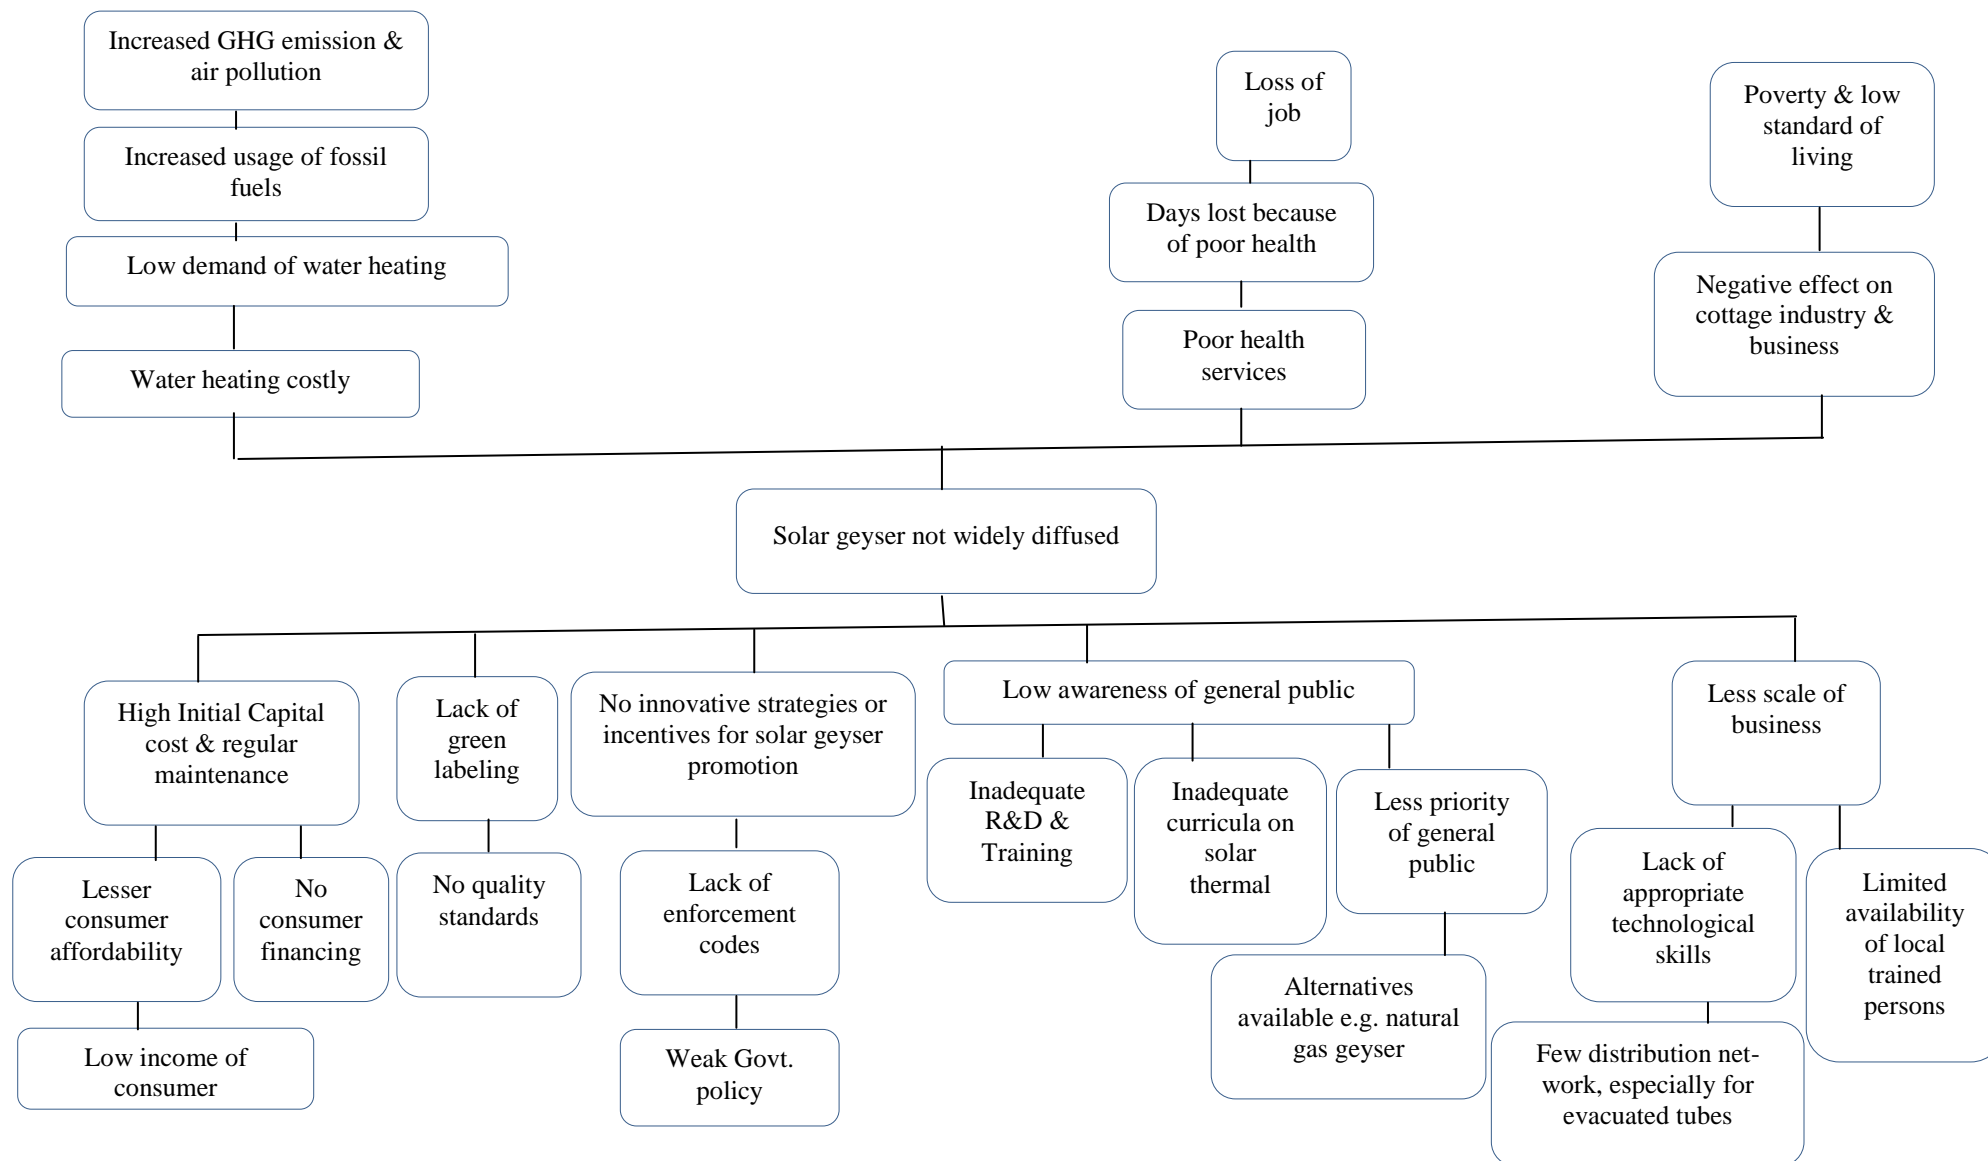 Increased GHG emission &
air pollution
Increased usage of fossil
fuels
Low demand of water heating
Water heating costly
Loss of
job
Days lost because
of poor health
Poor health
services
Poverty & low
standard of
living
Negative effect on
cottage industry &
business
Solar geyser not widely diffused
High Initial Capital
cost & regular
maintenance
Lack of
green
labeling
No innovative strategies or
incentives for solar geyser
promotion
Low awareness of general public
Less scale of
business
Lesser
consumer
affordability
No
consumer
financing
No quality
standards
Lack of
enforcement
codes
Inadequate
R&D &
Training
Inadequate
curricula on
solar
thermal
Less priority
of general
public
Lack of
appropriate
technological
skills
Limited
availability
of local
trained
persons
Low income of
consumer
Weak Govt.
policy
Alternatives
available e.g. natural
gas geyser
Few distribution net-
work, especially for
evacuated tubes